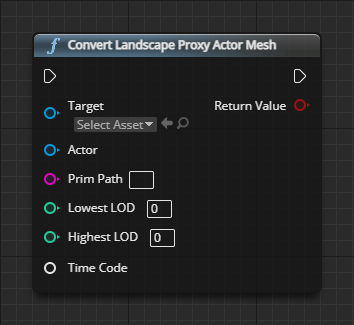 f Convert Landscape Proxy Actor Mesh
Target Return Value
Select Asset
Actor
Prim Path
Lowest LOD 0
Highest LOD 0
Time Code